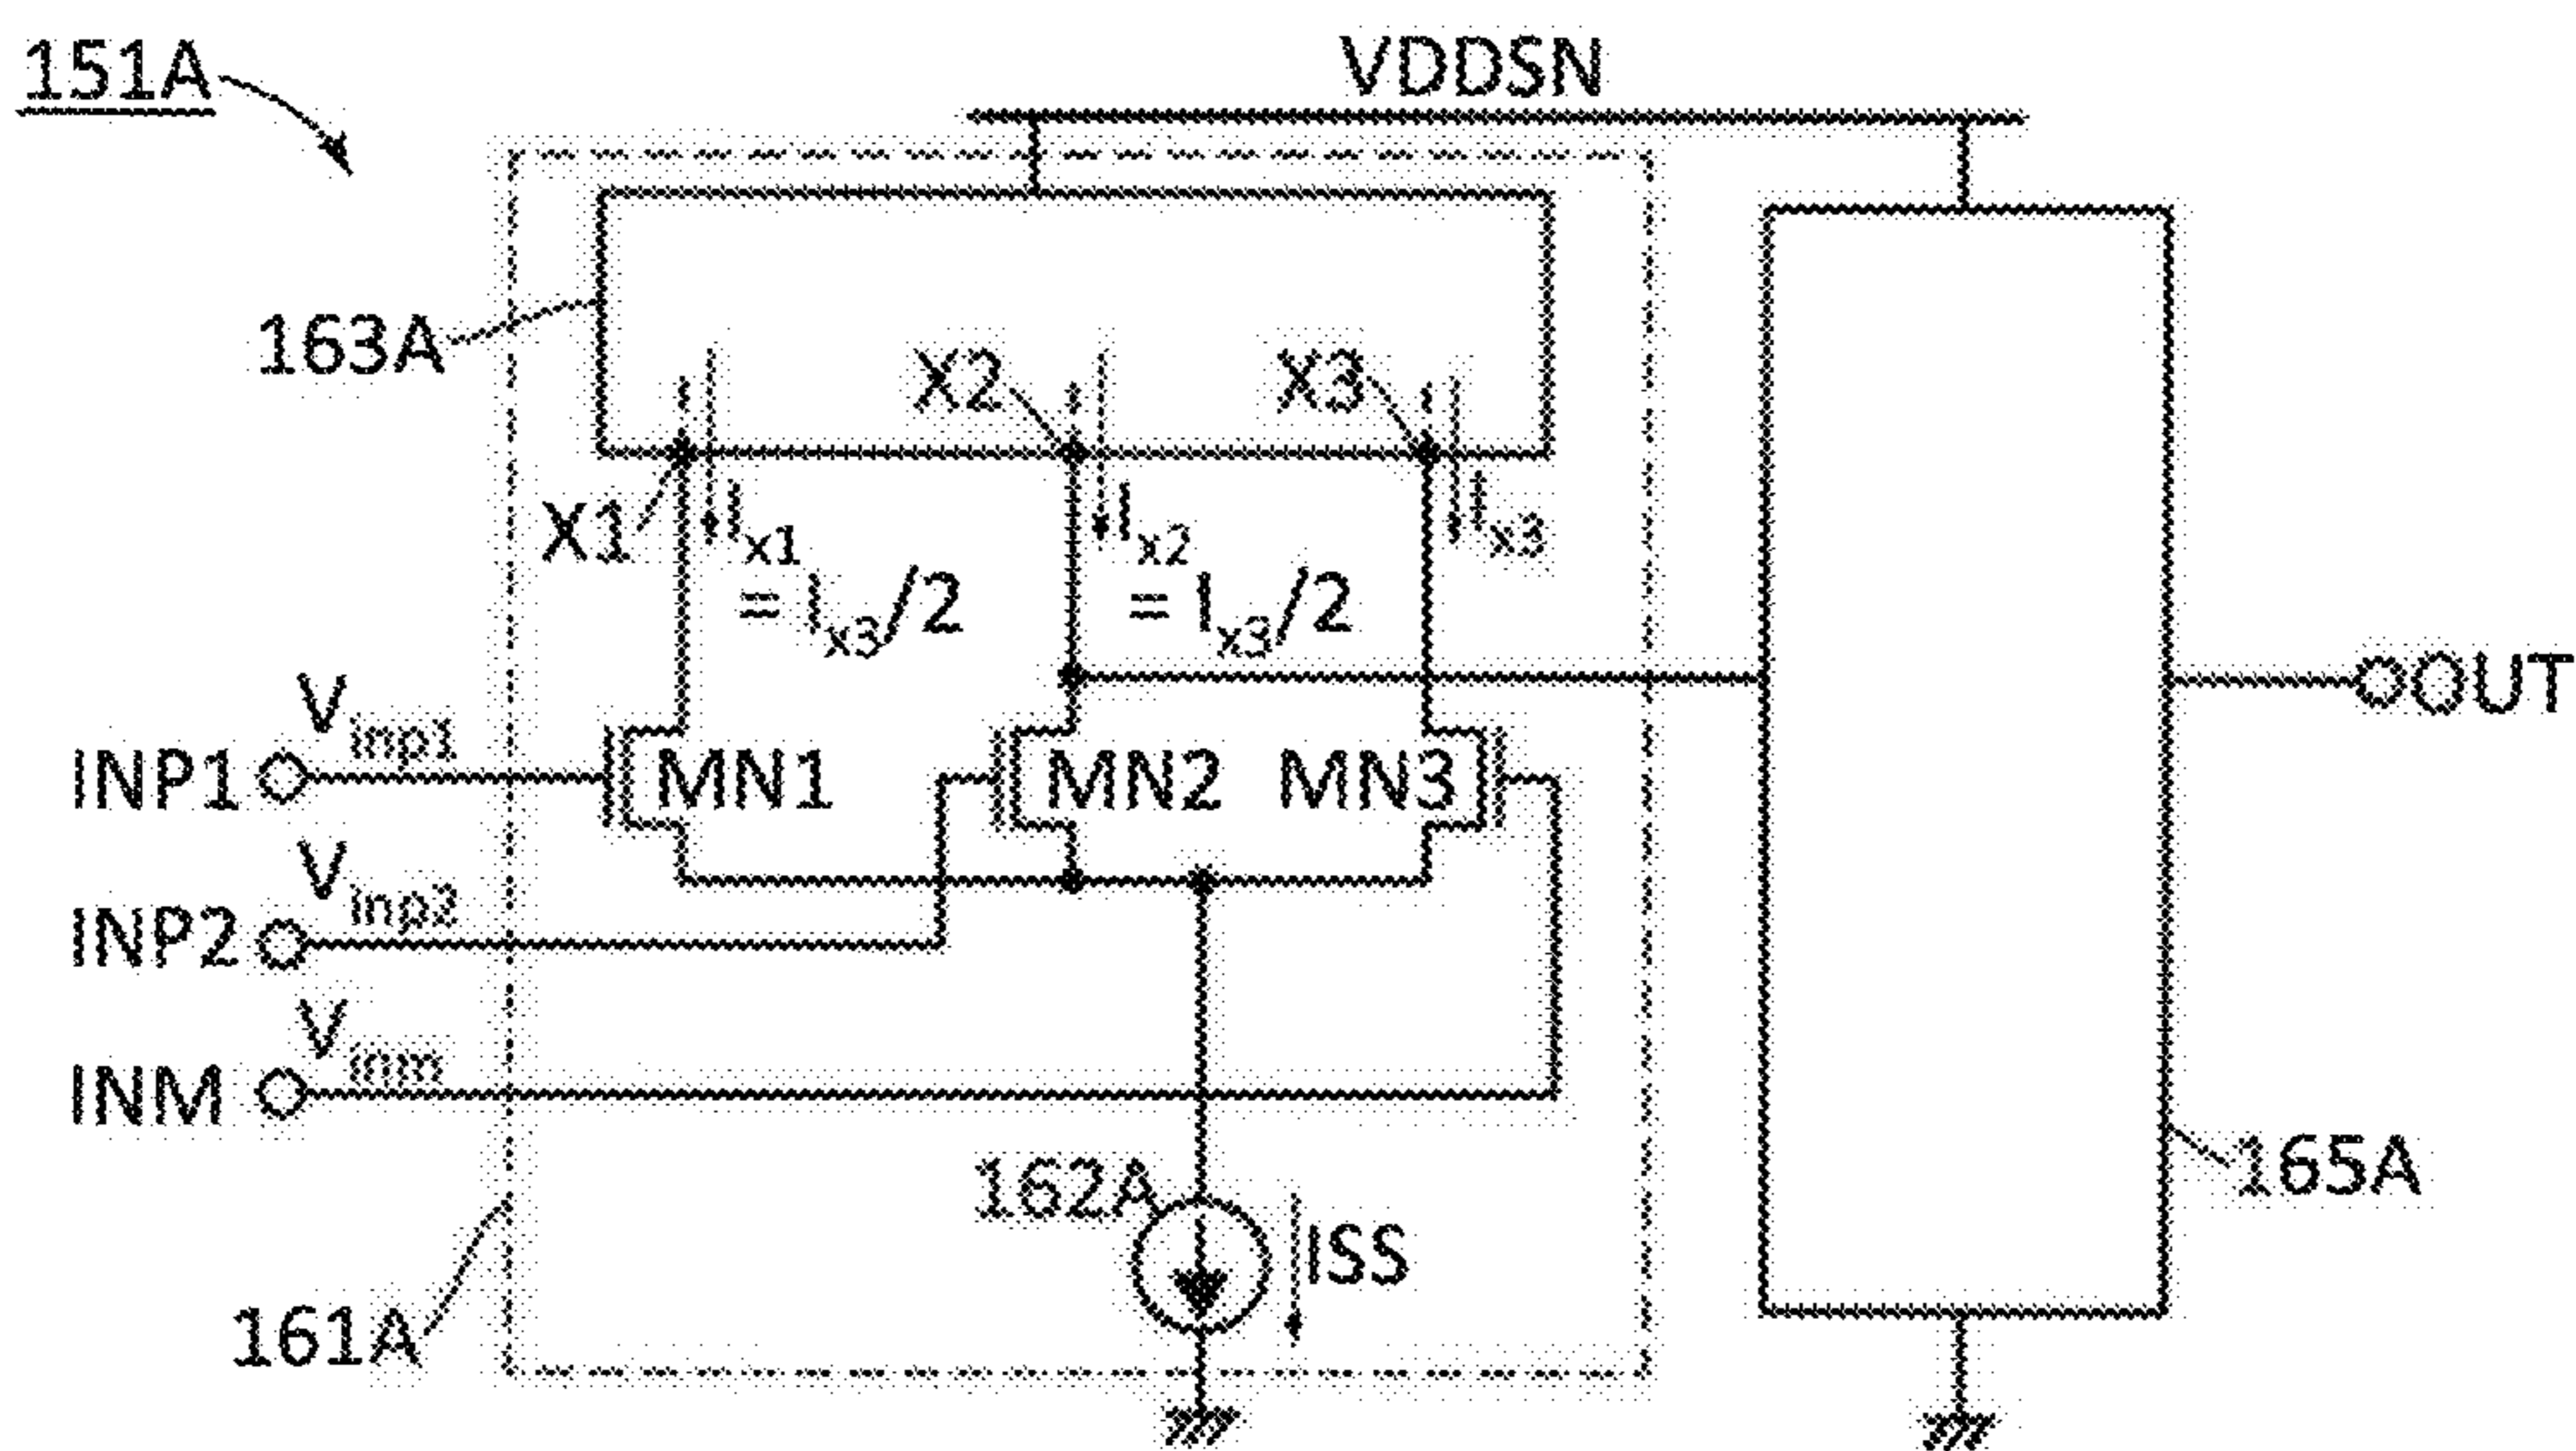 151A
VDDSN
163A
X2
X3
X1
Ix1
= Ix3/2
Ix2
= Ix3/2
Ix3
Vinp1
INP1
MN1
MN2
MN3
OUT
Vinp2
INP2
Vinm
INM
162A
ISS
165A
161A